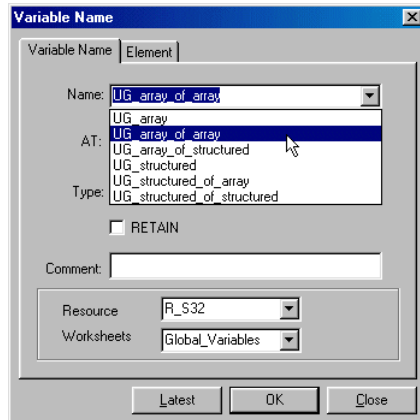 Variable Name
Variable Name Element
Name: UG_array_of_array
UG_array
AT: UG_array_of_array
UG_array_of_structured
UG_structured
Type: UG_structured_of_array
UG_structured_of_structured
RETAIN
Comment:
Resource R_S32
Worksheets Global_Variables
Latest OK Close